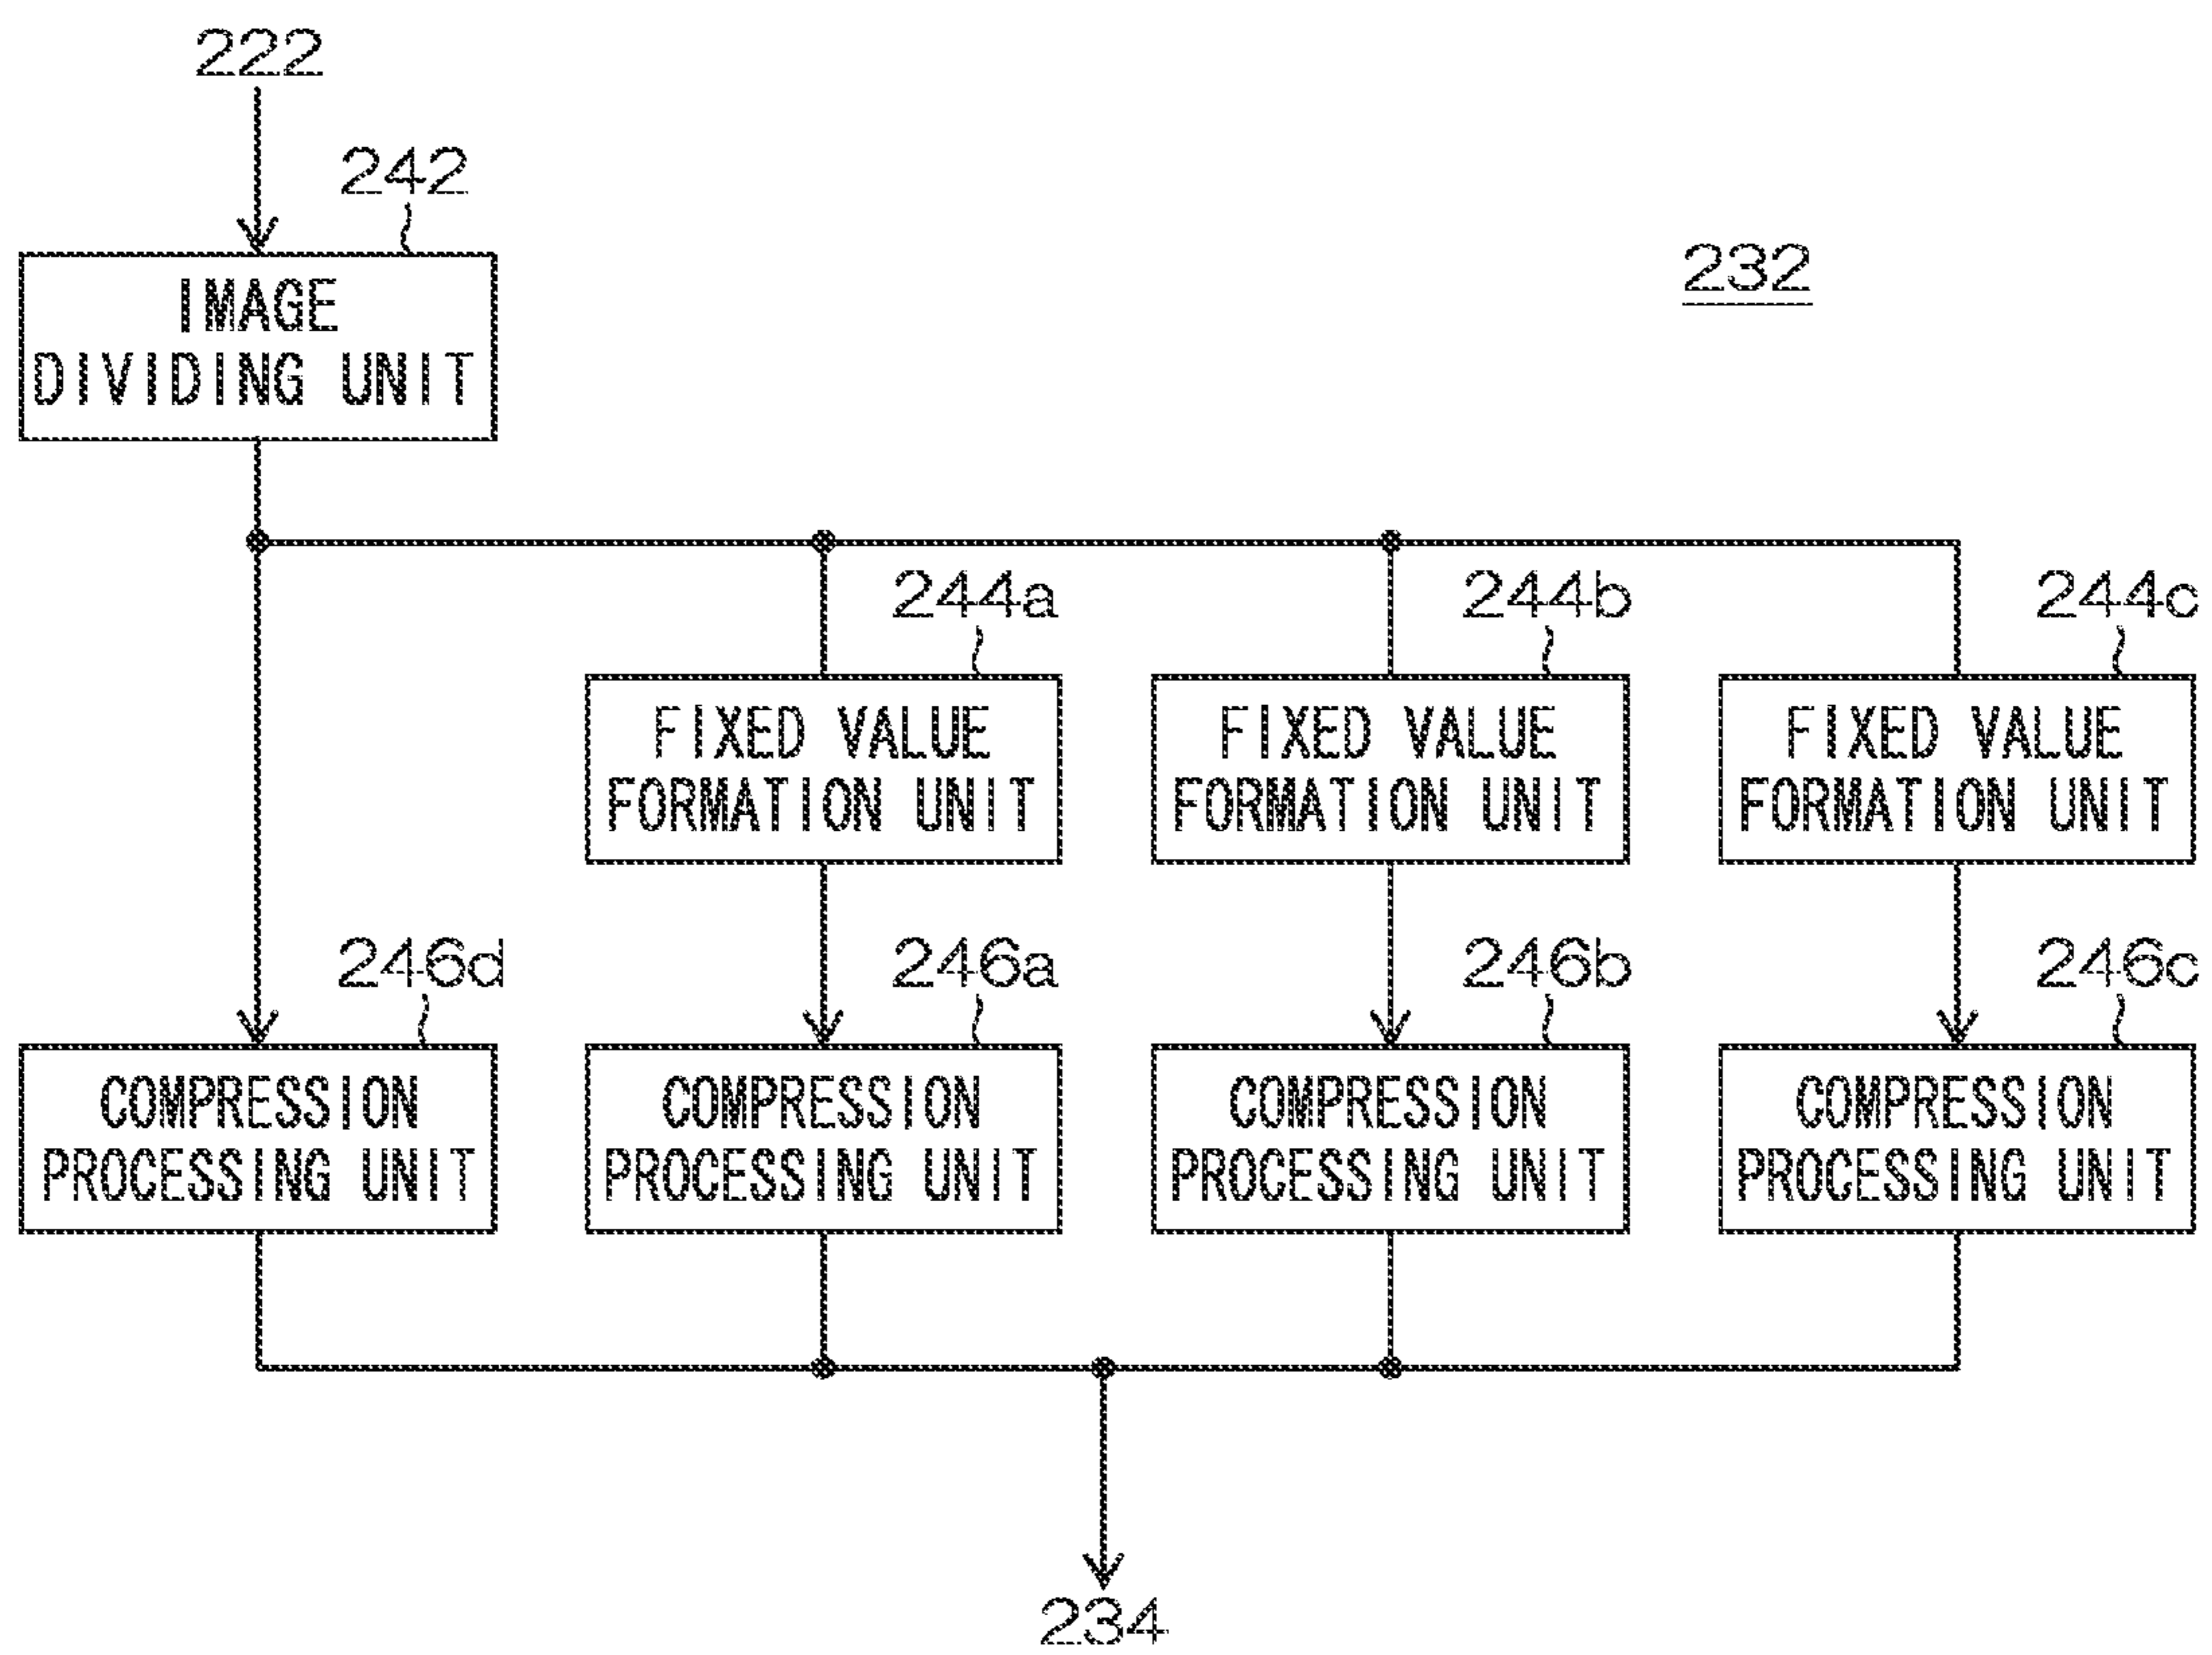 222
242
232
IMAGE
DIVIDING UNIT
244a
244b
244c
FIXED VALUE
FORMATION UNIT
FIXED VALUE
FORMATION UNIT
FIXED VALUE
FORMATION UNIT
246d
246a
246b
246c
COMPRESSION
PROCESSING UNIT
COMPRESSION
PROCESSING UNIT
COMPRESSION
PROCESSING UNIT
COMPRESSION
PROCESSING UNIT
234